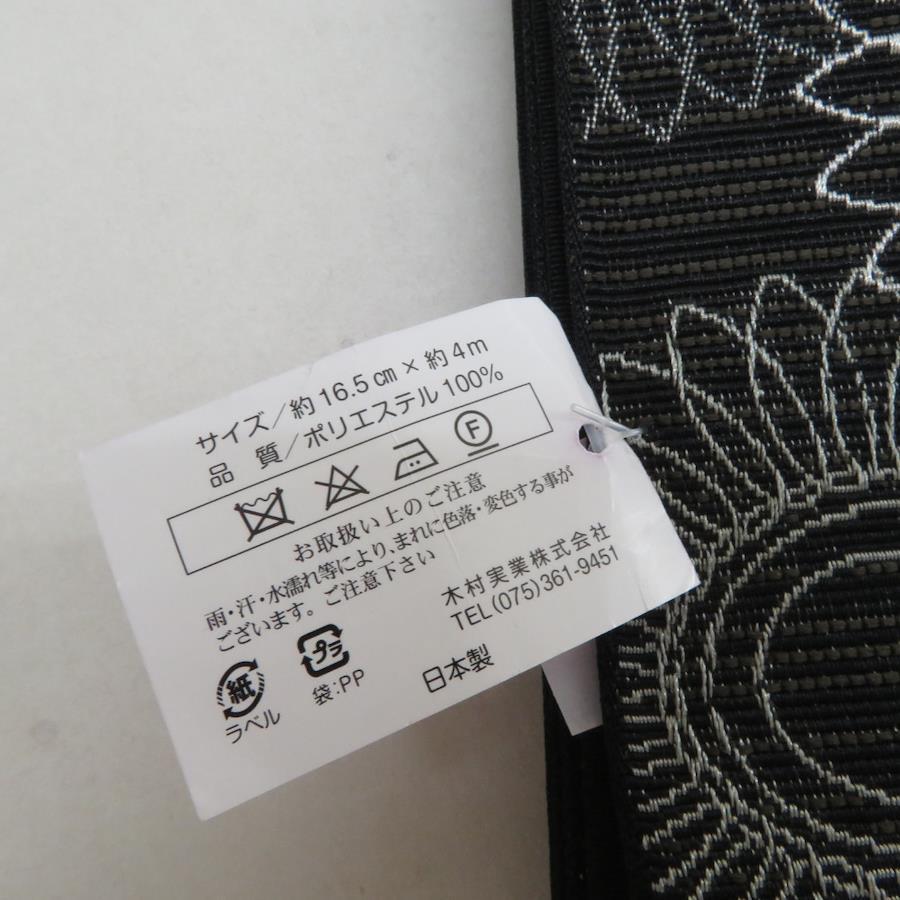 サイズ/約16.5㎝×約4m
品　質/ポリエステル100%
F
お取扱い上のご注意
雨・汗・水濡れ等により、まれに色落・変色する事が
ございます。ご注意下さい
木村実業株式会社
TEL(075)361-9451
紙
ラベル
プラ
袋:PP
日本製